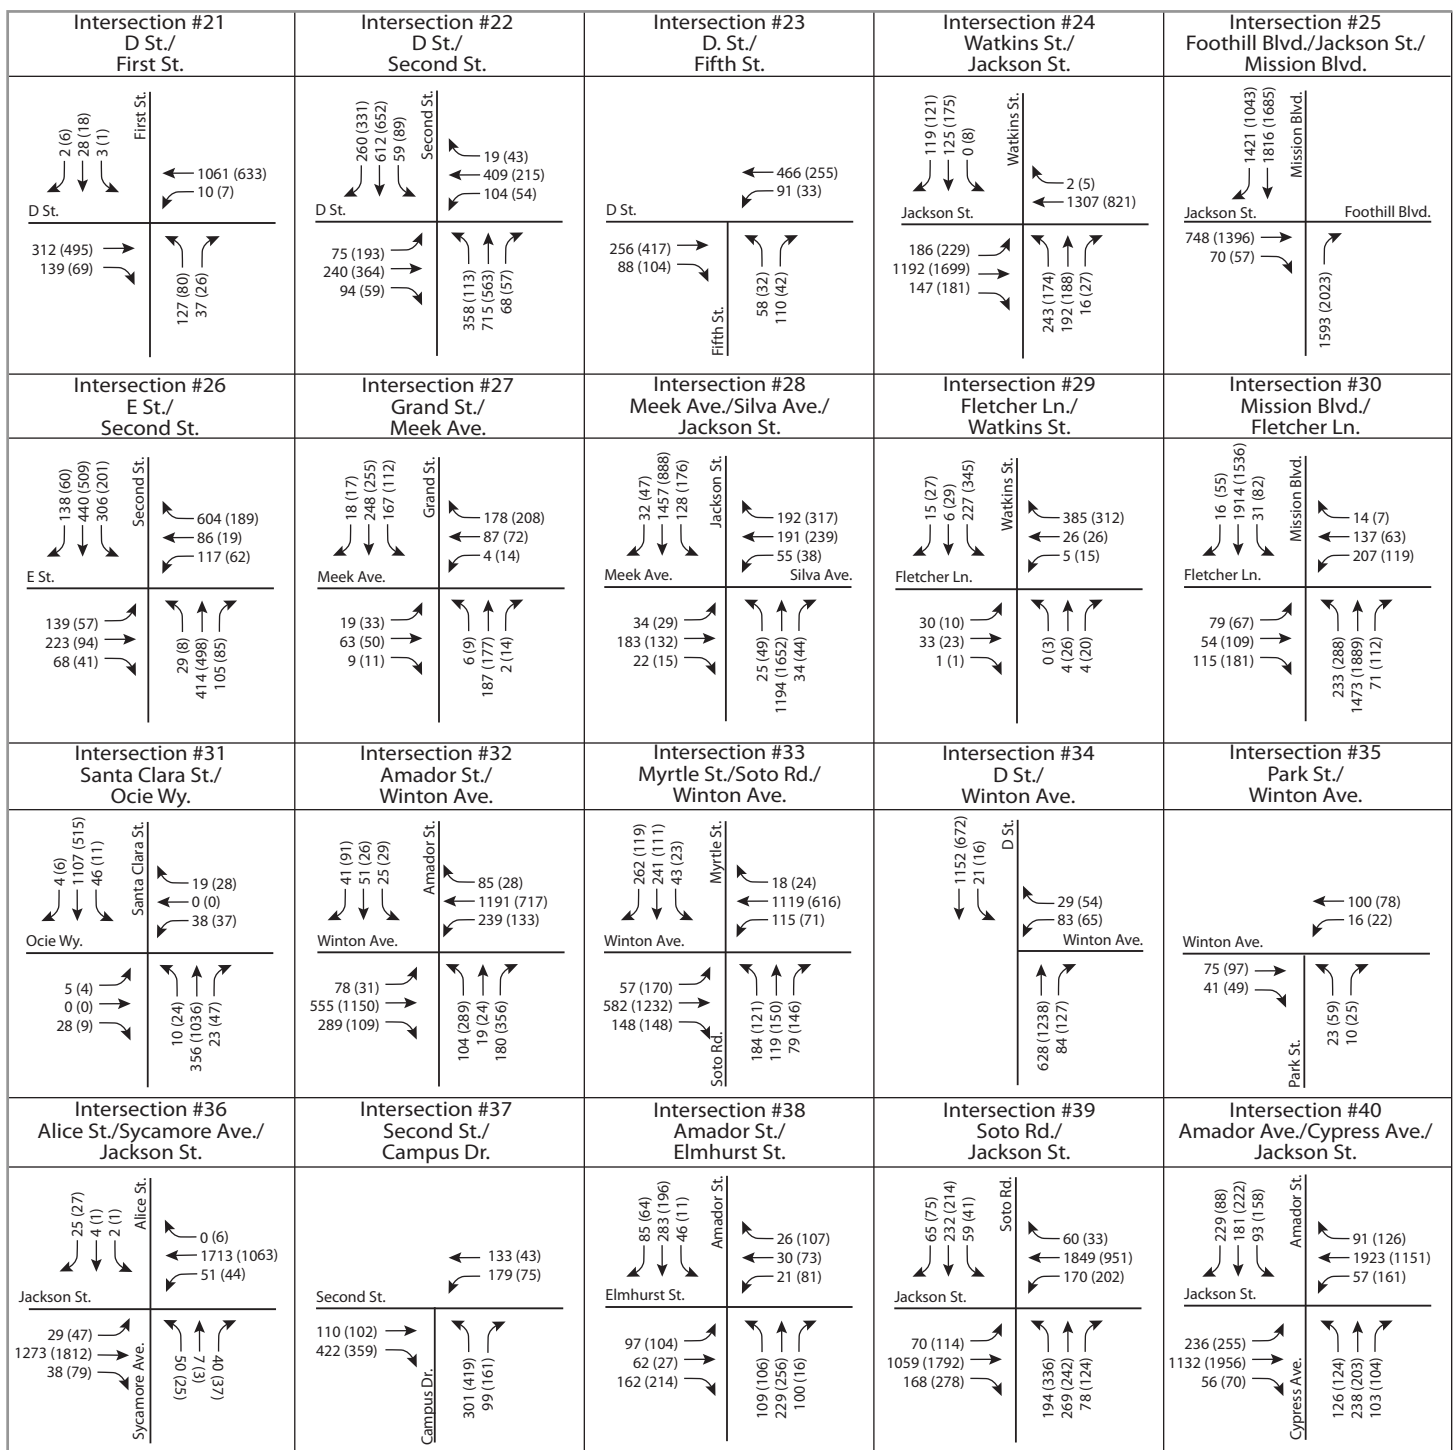 Intersection #21
D St./
First St.
2 (6)
28 (18)
3 (1)
First St.
1061 (633)
10 (7)
D St.
312 (495)
139 (69)
127 (80)
37 (26)
Intersection #22
D St./
Second St.
260 (331)
612 (652)
59 (89)
Second St.
19 (43)
409 (215)
104 (54)
D St.
75 (193)
240 (364)
94 (59)
358 (113)
715 (563)
68 (57)
Intersection #23
D. St./
Fifth St.
466 (255)
91 (33)
D St.
256 (417)
88 (104)
Fifth St.
58 (32)
110 (42)
Intersection #24
Watkins St./
Jackson St.
119 (121)
125 (175)
0 (8)
Watkins St.
2 (5)
1307 (821)
Jackson St.
186 (229)
1192 (1699)
147 (181)
243 (174)
192 (188)
16 (27)
Intersection #25
Foothill Blvd./Jackson St./
Mission Blvd.
1421 (1043)
1816 (1685)
Mission Blvd.
Jackson St.
Foothill Blvd.
748 (1396)
70 (57)
1593 (2023)
Intersection #26
E St./
Second St.
138 (60)
440 (509)
306 (201)
Second St.
604 (189)
86 (19)
117 (62)
E St.
139 (57)
223 (94)
68 (41)
29 (8)
414 (498)
105 (85)
Intersection #27
Grand St./
Meek Ave.
18 (17)
248 (255)
167 (112)
Grand St.
178 (208)
87 (72)
4 (14)
Meek Ave.
19 (33)
63 (50)
9 (11)
6 (9)
187 (177)
2 (14)
Intersection #28
Meek Ave./Silva Ave./
Jackson St.
32 (47)
1457 (888)
128 (176)
Jackson St.
192 (317)
191 (239)
55 (38)
Meek Ave.
Silva Ave.
34 (29)
183 (132)
22 (15)
25 (49)
1194 (1652)
34 (44)
Intersection #29
Fletcher Ln./
Watkins St.
15 (27)
6 (29)
227 (345)
Watkins St.
385 (312)
26 (26)
5 (15)
Fletcher Ln.
30 (10)
33 (23)
1 (1)
0 (3)
4 (26)
4 (20)
Intersection #30
Mission Blvd./
Fletcher Ln.
16 (55)
1914 (1536)
31 (82)
Mission Blvd.
14 (7)
137 (63)
207 (119)
Fletcher Ln.
79 (67)
54 (109)
115 (181)
233 (288)
1473 (1889)
71 (112)
Intersection #31
Santa Clara St./
Ocie Wy.
4 (6)
1107 (515)
46 (11)
Santa Clara St.
19 (28)
0 (0)
38 (37)
Ocie Wy.
5 (4)
0 (0)
28 (9)
10 (24)
356 (1036)
23 (47)
Intersection #32
Amador St./
Winton Ave.
41 (91)
51 (26)
25 (29)
Amador St.
85 (28)
1191 (717)
239 (133)
Winton Ave.
78 (31)
555 (1150)
289 (109)
104 (289)
19 (24)
180 (356)
Intersection #33
Myrtle St./Soto Rd./
Winton Ave.
262 (119)
241 (111)
43 (23)
Myrtle St.
18 (24)
1119 (616)
115 (71)
Winton Ave.
57 (170)
582 (1232)
148 (148)
Soto Rd.
184 (121)
119 (150)
79 (146)
Intersection #34
D St./
Winton Ave.
1152 (672)
21 (16)
D St.
29 (54)
83 (65)
Winton Ave.
628 (1238)
84 (127)
Intersection #35
Park St./
Winton Ave.
100 (78)
16 (22)
Winton Ave.
75 (97)
41 (49)
Park St.
23 (59)
10 (25)
Intersection #36
Alice St./Sycamore Ave./
Jackson St.
25 (27)
4 (1)
2 (1)
Alice St.
0 (6)
1713 (1063)
51 (44)
Jackson St.
29 (47)
1273 (1812)
38 (79)
Sycamore Ave.
50 (25)
7 (3)
40 (37)
Intersection #37
Second St./
Campus Dr.
133 (43)
179 (75)
Second St.
110 (102)
422 (359)
Campus Dr.
301 (419)
99 (161)
Intersection #38
Amador St./
Elmhurst St.
85 (64)
283 (196)
46 (11)
Amador St.
26 (107)
30 (73)
21 (81)
Elmhurst St.
97 (104)
62 (27)
162 (214)
109 (106)
229 (256)
100 (16)
Intersection #39
Soto Rd./
Jackson St.
65 (75)
232 (214)
59 (41)
Soto Rd.
60 (33)
1849 (951)
170 (202)
Jackson St.
70 (114)
1059 (1792)
168 (278)
194 (336)
269 (242)
78 (124)
Intersection #40
Amador Ave./Cypress Ave./
Jackson St.
229 (88)
181 (222)
93 (158)
Amador St.
91 (126)
1923 (1151)
57 (161)
Jackson St.
236 (255)
1132 (1956)
56 (70)
Cypress Ave.
126 (124)
238 (203)
103 (104)